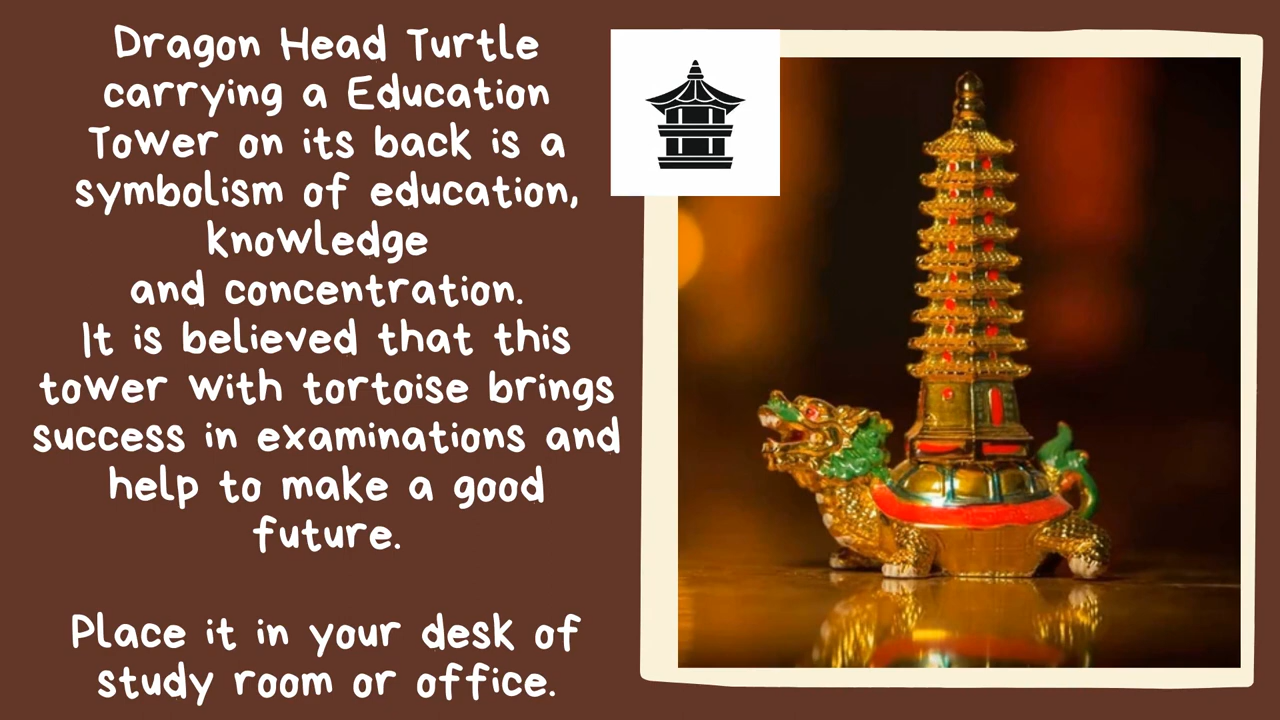 Dragon Head Turtle
carrying a Education
Tower on its back is a
symbolism of education,
knowledge
and concentration.
It is believed that this
tower with tortoise brings
success in examinations and
help to make a good
future.
Place it in your desk of
study room or office.